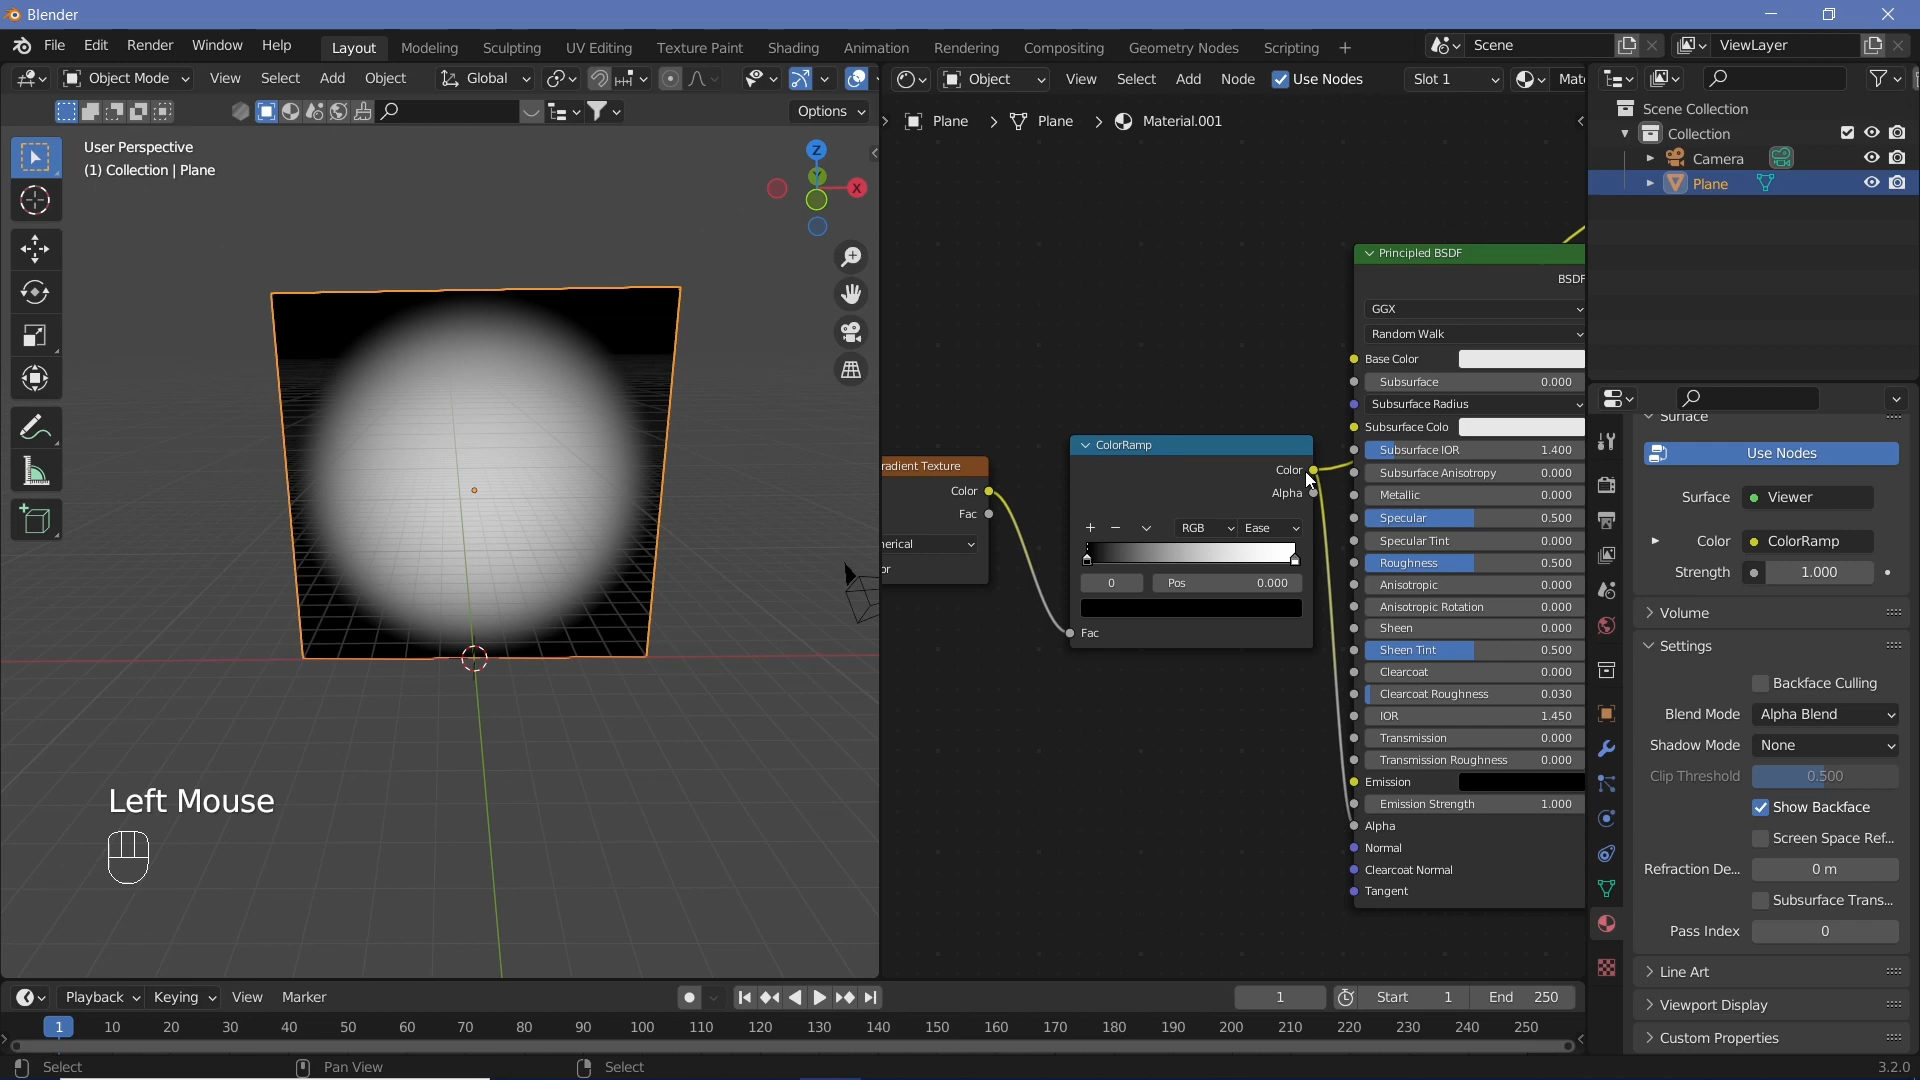 Blender
File Edit Render Window Help
Layout Modeling Sculpting UV Editing Texture Paint Shading Animation Rendering Compositing Geometry Nodes Scripting +
Scene
ViewLayer
Object Mode View Select Add Object Global
Options
User Perspective
(1) Collection | Plane
Z
Y
X
Left Mouse
Object View Select Add Node Use Nodes Slot 1 Mat
Plane > Plane > Material.001
radient Texture
Color
Fac
erical
or
ColorRamp
Color
Alpha
+ − RGB Ease
0 Pos 0.000
Fac
Principled BSDF
BSDF
GGX
Random Walk
Base Color
Subsurface 0.000
Subsurface Radius
Subsurface Colo
Subsurface IOR 1.400
Subsurface Anisotropy 0.000
Metallic 0.000
Specular 0.500
Specular Tint 0.000
Roughness 0.500
Anisotropic 0.000
Anisotropic Rotation 0.000
Sheen 0.000
Sheen Tint 0.500
Clearcoat 0.000
Clearcoat Roughness 0.030
IOR 1.450
Transmission 0.000
Transmission Roughness 0.000
Emission
Emission Strength 1.000
Alpha
Normal
Clearcoat Normal
Tangent
Scene Collection
Collection
Camera
Plane
Surface
Use Nodes
Surface Viewer
Color ColorRamp
Strength 1.000
Volume
Settings
Backface Culling
Blend Mode Alpha Blend
Shadow Mode None
Clip Threshold 0.500
Show Backface
Screen Space Ref...
Refraction De... 0 m
Subsurface Trans...
Pass Index 0
Line Art
Viewport Display
Custom Properties
Playback Keying View Marker
1 Start 1 End 250
1 10 20 30 40 50 60 70 80 90 100 110 120 130 140 150 160 170 180 190 200 210 220 230 240 250
Select Pan View Select 3.2.0